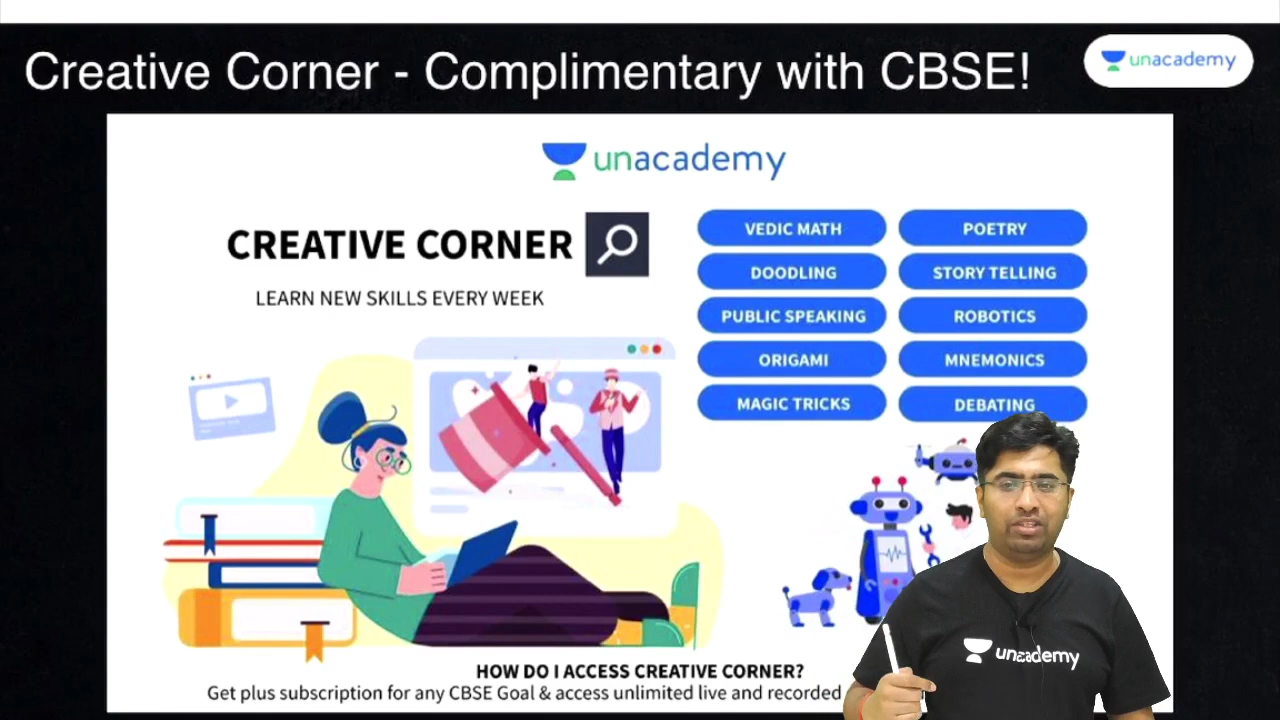 Creative Corner - Complimentary with CBSE!
unacademy
unacademy
CREATIVE CORNER
LEARN NEW SKILLS EVERY WEEK
VEDIC MATH
POETRY
DOODLING
STORY TELLING
PUBLIC SPEAKING
ROBOTICS
ORIGAMI
MNEMONICS
MAGIC TRICKS
DEBATING
unacademy
HOW DO I ACCESS CREATIVE CORNER?
Get plus subscription for any CBSE Goal & access unlimited live and recorded